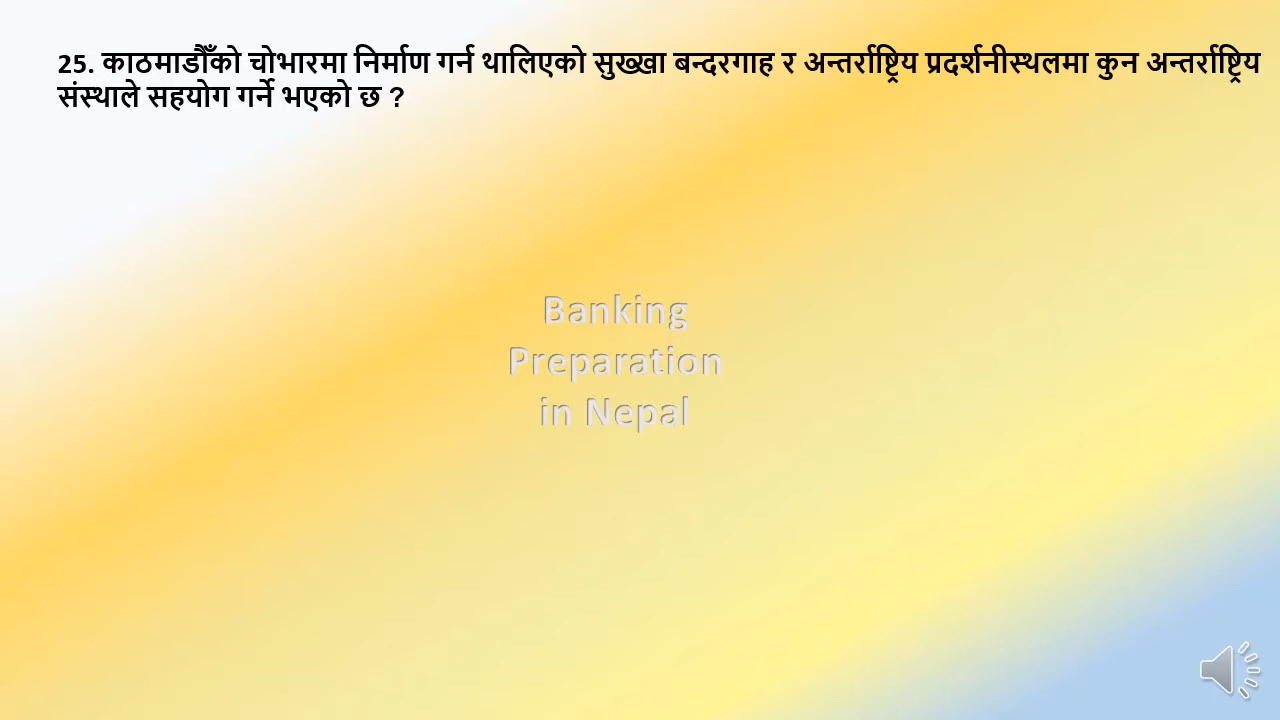 25. काठमाडौँको चोभारमा निर्माण गर्न थालिएको सुख्खा बन्दरगाह र अन्तर्राष्ट्रिय प्रदर्शनीस्थलमा कुन अन्तर्राष्ट्रिय
संस्थाले सहयोग गर्ने भएको छ ?
Banking
Preparation
in Nepal